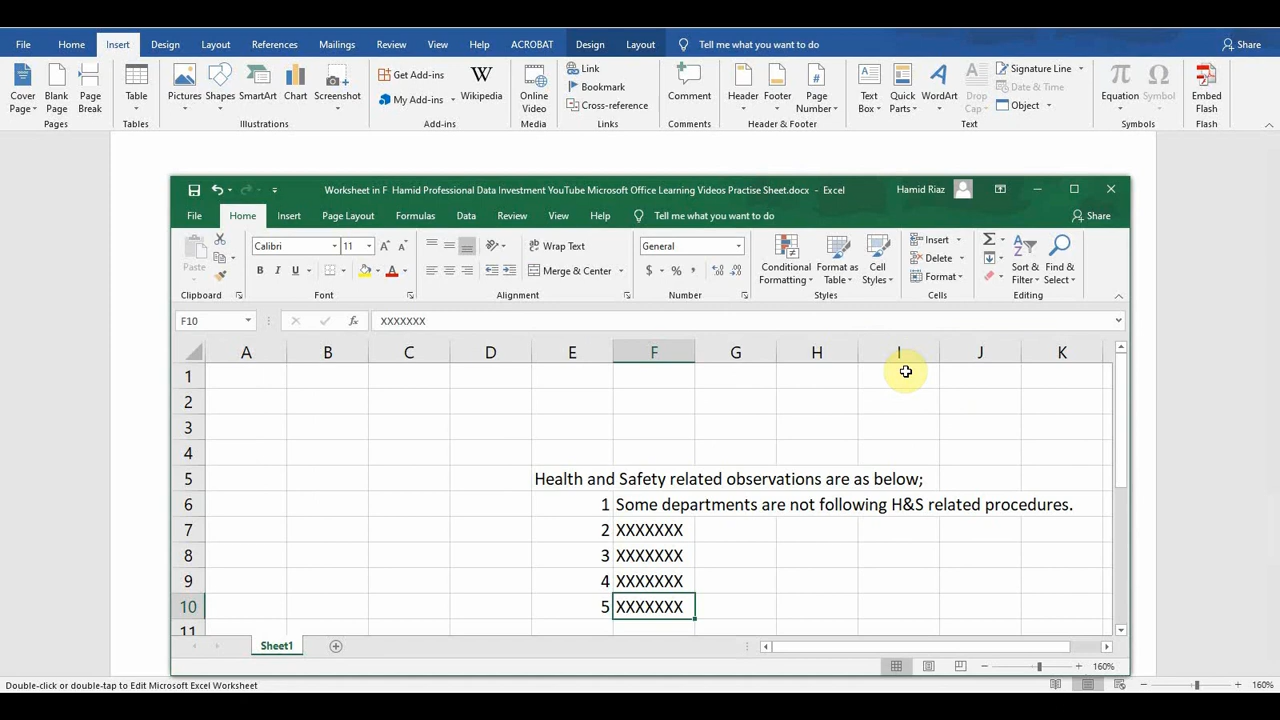 File Home Insert Design Layout References Mailings Review View Help ACROBAT Design Layout Tell me what you want to do Share
Cover Page Blank Page Page Break Table Pictures Shapes SmartArt Chart Screenshot Get Add-ins My Add-ins Wikipedia Online Video Link Bookmark Cross-reference Comment Header Footer Page Number Text Box Quick Parts WordArt Drop Cap Signature Line Date & Time Object Equation Symbol Embed Flash
Pages Tables Illustrations Add-ins Media Links Comments Header & Footer Text Symbols Flash
Worksheet in F Hamid Professional Data Investment YouTube Microsoft Office Learning Videos Practise Sheet.docx - Excel Hamid Riaz
File Home Insert Page Layout Formulas Data Review View Help Tell me what you want to do Share
Paste Calibri 11 Wrap Text General Conditional Formatting Format as Table Cell Styles Insert Sort & Filter Find & Select
B I U Merge & Center $ % , Delete
Format
Clipboard Font Alignment Number Styles Cells Editing
F10 fx XXXXXXX
A B C D E F G H I J K
1
2
3
4
5 Health and Safety related observations are as below;
6 1 Some departments are not following H&S related procedures.
7 2 XXXXXXX
8 3 XXXXXXX
9 4 XXXXXXX
10 5 XXXXXXX
11
Sheet1
160%
Double-click or double-tap to Edit Microsoft Excel Worksheet 160%